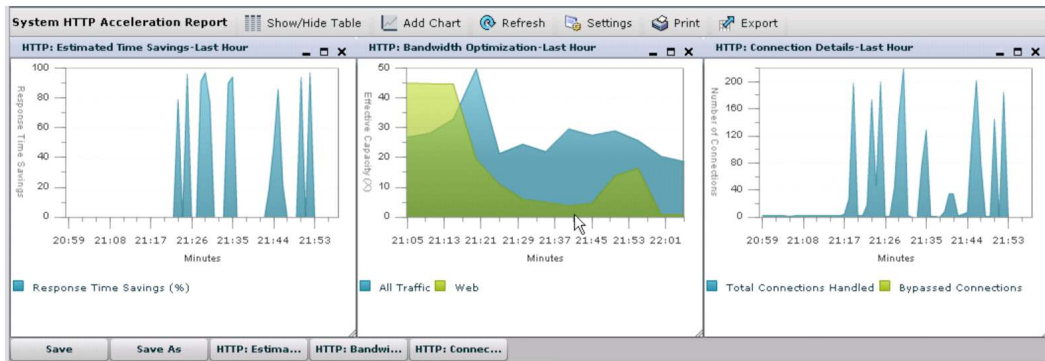 System HTTP Acceleration Report Show/Hide Table Add Chart Refresh Settings Print Export
HTTP: Estimated Time Savings-Last Hour
100
80
60
40
20
0
Response Time Savings
20:59 21:08 21:17 21:26 21:35 21:44 21:53
Minutes
Response Time Savings (%)
HTTP: Bandwidth Optimization-Last Hour
50
40
30
20
10
0
Effective Capacity (X)
21:05 21:13 21:21 21:29 21:37 21:45 21:53 22:01
Minutes
All Traffic Web
HTTP: Connection Details-Last Hour
200
160
120
80
40
0
Number of Connections
20:59 21:08 21:17 21:26 21:35 21:44 21:53
Minutes
Total Connections Handled Bypassed Connections
Save Save As HTTP: Estima... HTTP: Bandwi... HTTP: Connec...